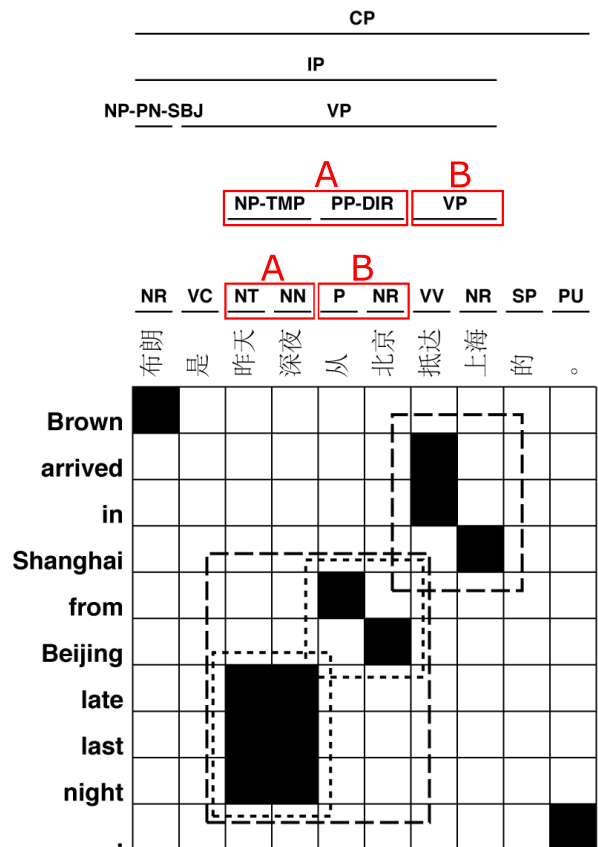 CP
IP
NP-PN-SBJ VP
A B
NP-TMP PP-DIR VP
A B
NR VC NT NN P NR VV NR SP PU
布朗 是 昨天 深夜 从 北京 抵达 上海 的 。
Brown
arrived
in
Shanghai
from
Beijing
late
last
night
.